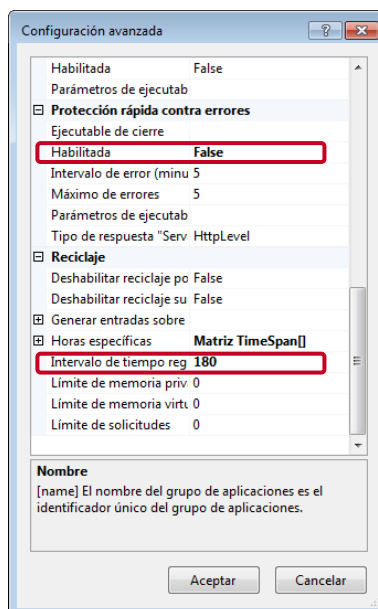 Configuración avanzada
Habilitada False
Parámetros de ejecutab
Protección rápida contra errores
Ejecutable de cierre
Habilitada False
Intervalo de error (minu 5
Máximo de errores 5
Parámetros de ejecutab
Tipo de respuesta "Serv HttpLevel
Reciclaje
Deshabilitar reciclaje po False
Deshabilitar reciclaje su False
Generar entradas sobre
Horas específicas Matriz TimeSpan[]
Intervalo de tiempo reg 180
Límite de memoria priv 0
Límite de memoria virtu 0
Límite de solicitudes 0
Nombre
[name] El nombre del grupo de aplicaciones es el
identificador único del grupo de aplicaciones.
Aceptar Cancelar